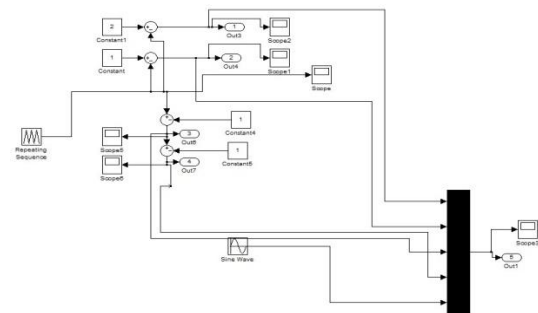 2
Constant1
1
Out3
Scope2
1
Constant
2
Out4
Scope1
Scope
Repeating
Sequence
1
Constant4
3
Out6
Scope5
1
Constant5
4
Out7
Scope6
Sine Wave
Scope3
5
Out1